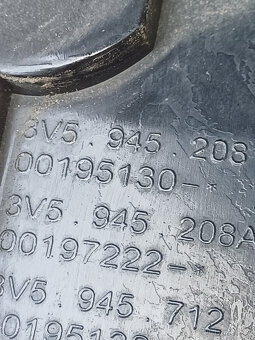 3V5 . 945 . 208
00195130-*
3V5 . 945 . 208A
00197222-*
3V5 945 712